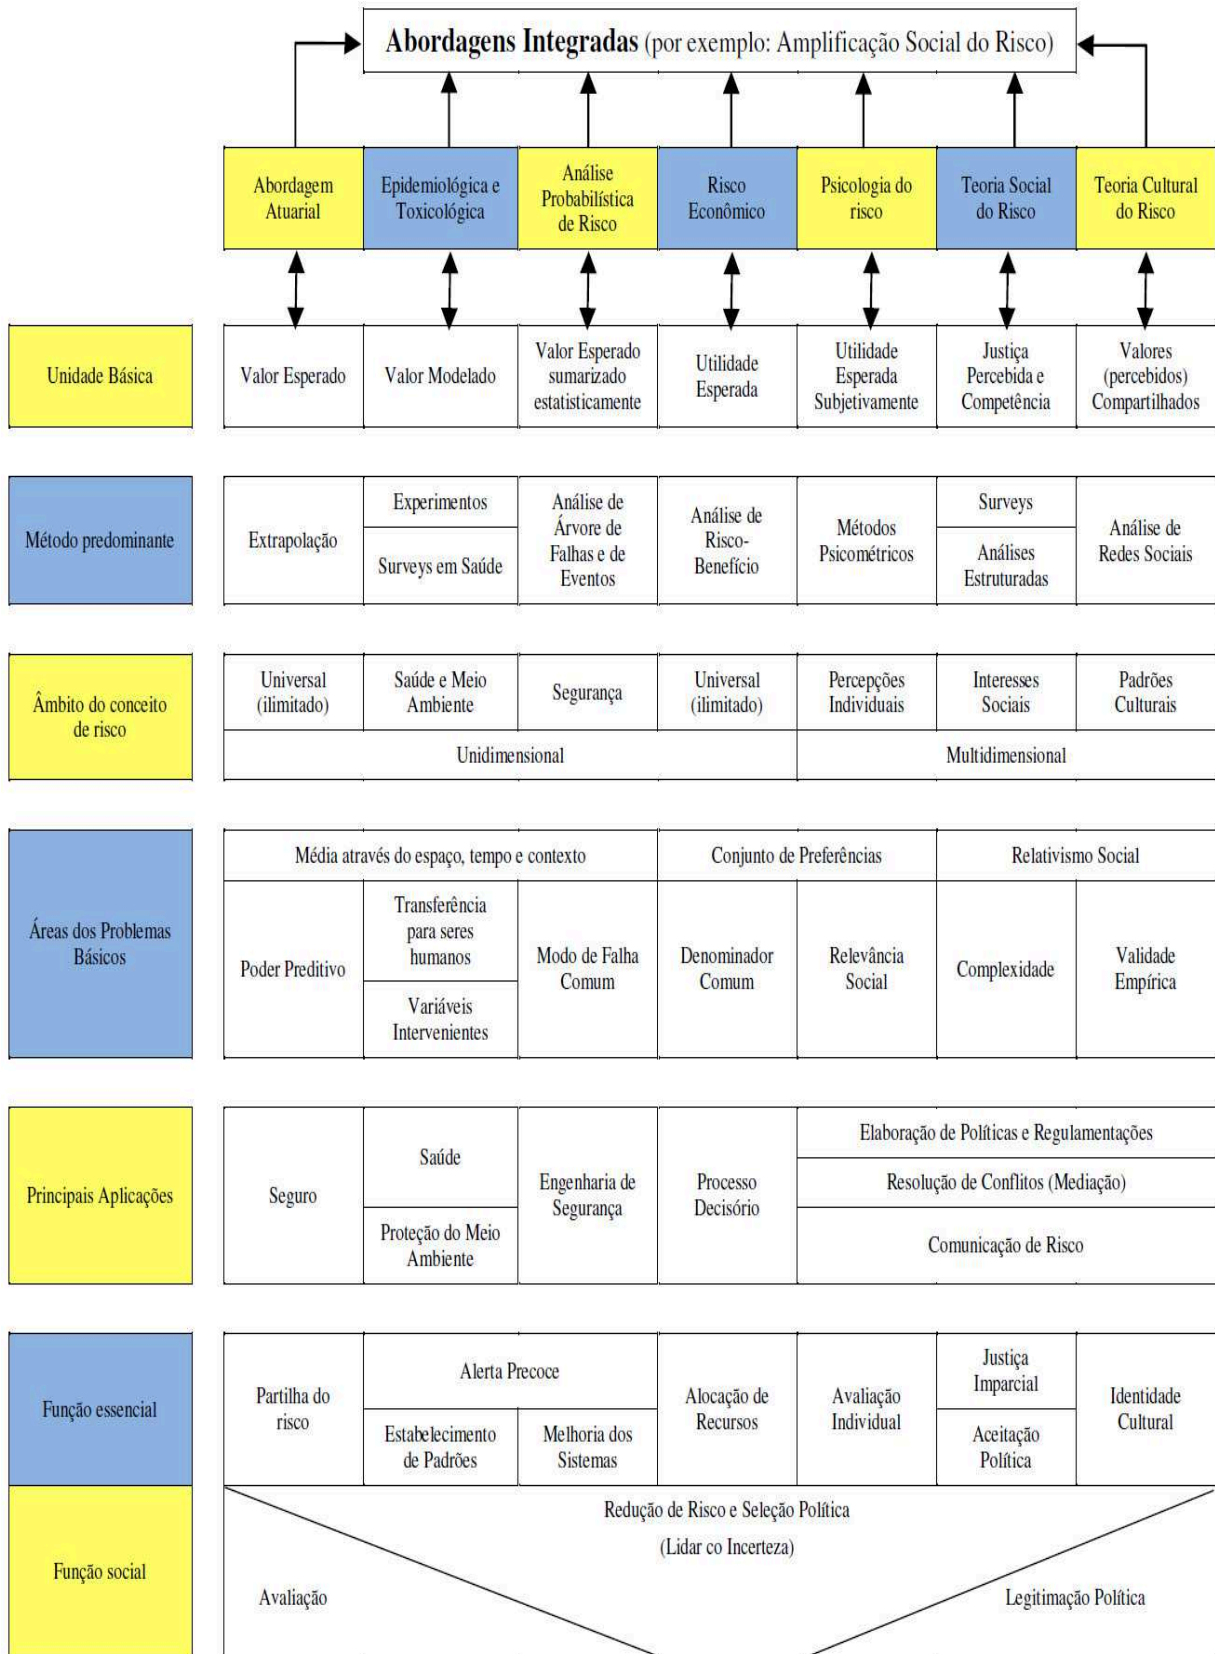 Abordagens Integradas (por exemplo: Amplificação Social do Risco)
Abordagem
Atuarial
Epidemiológica e
Toxicológica
Análise
Probabilística
de Risco
Risco
Econômico
Psicologia do
risco
Teoria Social
do Risco
Teoria Cultural
do Risco
Unidade Básica
Valor Esperado
Valor Modelado
Valor Esperado
sumarizado
estatisticamente
Utilidade
Esperada
Utilidade
Esperada
Subjetivamente
Justiça
Percebida e
Competência
Valores
(percebidos)
Compartilhados
Método predominante
Extrapolação
Experimentos
Surveys em Saúde
Análise de
Árvore de
Falhas e de
Eventos
Análise de
Risco-
Benefício
Métodos
Psicométricos
Surveys
Análises
Estruturadas
Análise de
Redes Sociais
Âmbito do conceito
de risco
Universal
(ilimitado)
Saúde e Meio
Ambiente
Segurança
Universal
(ilimitado)
Percepções
Individuais
Interesses
Sociais
Padrões
Culturais
Unidimensional
Multidimensional
Áreas dos Problemas
Básicos
Média através do espaço, tempo e contexto
Conjunto de Preferências
Relativismo Social
Poder Preditivo
Transferência
para seres
humanos
Variáveis
Intervenientes
Modo de Falha
Comum
Denominador
Comum
Relevância
Social
Complexidade
Validade
Empírica
Principais Aplicações
Seguro
Saúde
Proteção do Meio
Ambiente
Engenharia de
Segurança
Processo
Decisório
Elaboração de Políticas e Regulamentações
Resolução de Conflitos (Mediação)
Comunicação de Risco
Função essencial
Partilha do
risco
Alerta Precoce
Estabelecimento
de Padrões
Melhoria dos
Sistemas
Alocação de
Recursos
Avaliação
Individual
Justiça
Imparcial
Aceitação
Política
Identidade
Cultural
Função social
Redução de Risco e Seleção Política
(Lidar co Incerteza)
Avaliação
Legitimação Política